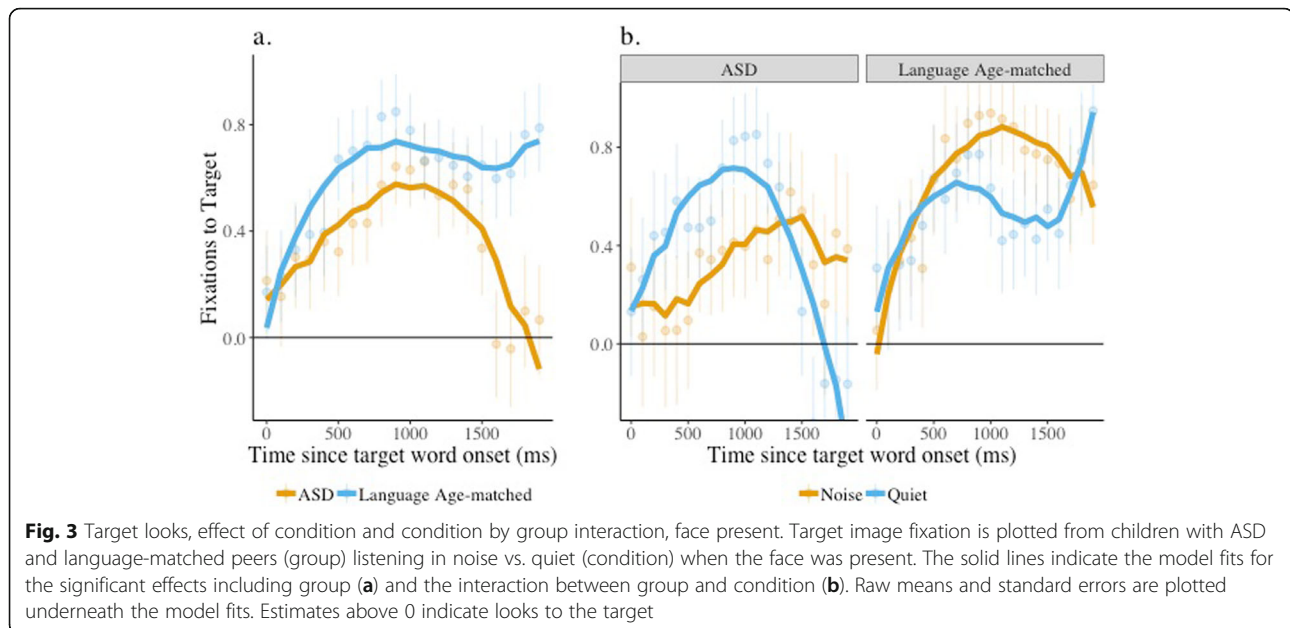 a.
b.
ASD
Language Age-matched
Fixations to Target
0.8
0.4
0.0
0.8
0.4
0.0
0 500 1000 1500
0 500 1000 1500
0 500 1000 1500
Time since target word onset (ms)
Time since target word onset (ms)
ASD Language Age-matched
Noise Quiet
Fig. 3 Target looks, effect of condition and condition by group interaction, face present. Target image fixation is plotted from children with ASD
and language-matched peers (group) listening in noise vs. quiet (condition) when the face was present. The solid lines indicate the model fits for
the significant effects including group (a) and the interaction between group and condition (b). Raw means and standard errors are plotted
underneath the model fits. Estimates above 0 indicate looks to the target